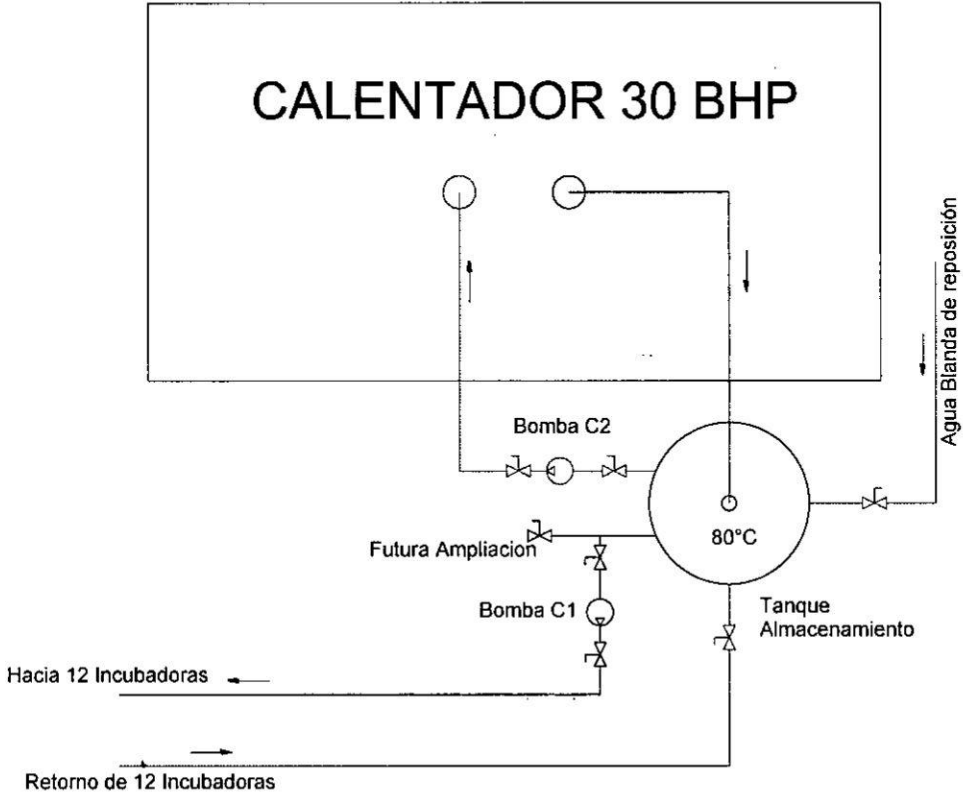 CALENTADOR 30 BHP
Agua Blanda de reposición
Bomba C2
80°C
Futura Ampliacion
Bomba C1
Tanque
Almacenamiento
Hacia 12 Incubadoras
Retorno de 12 Incubadoras